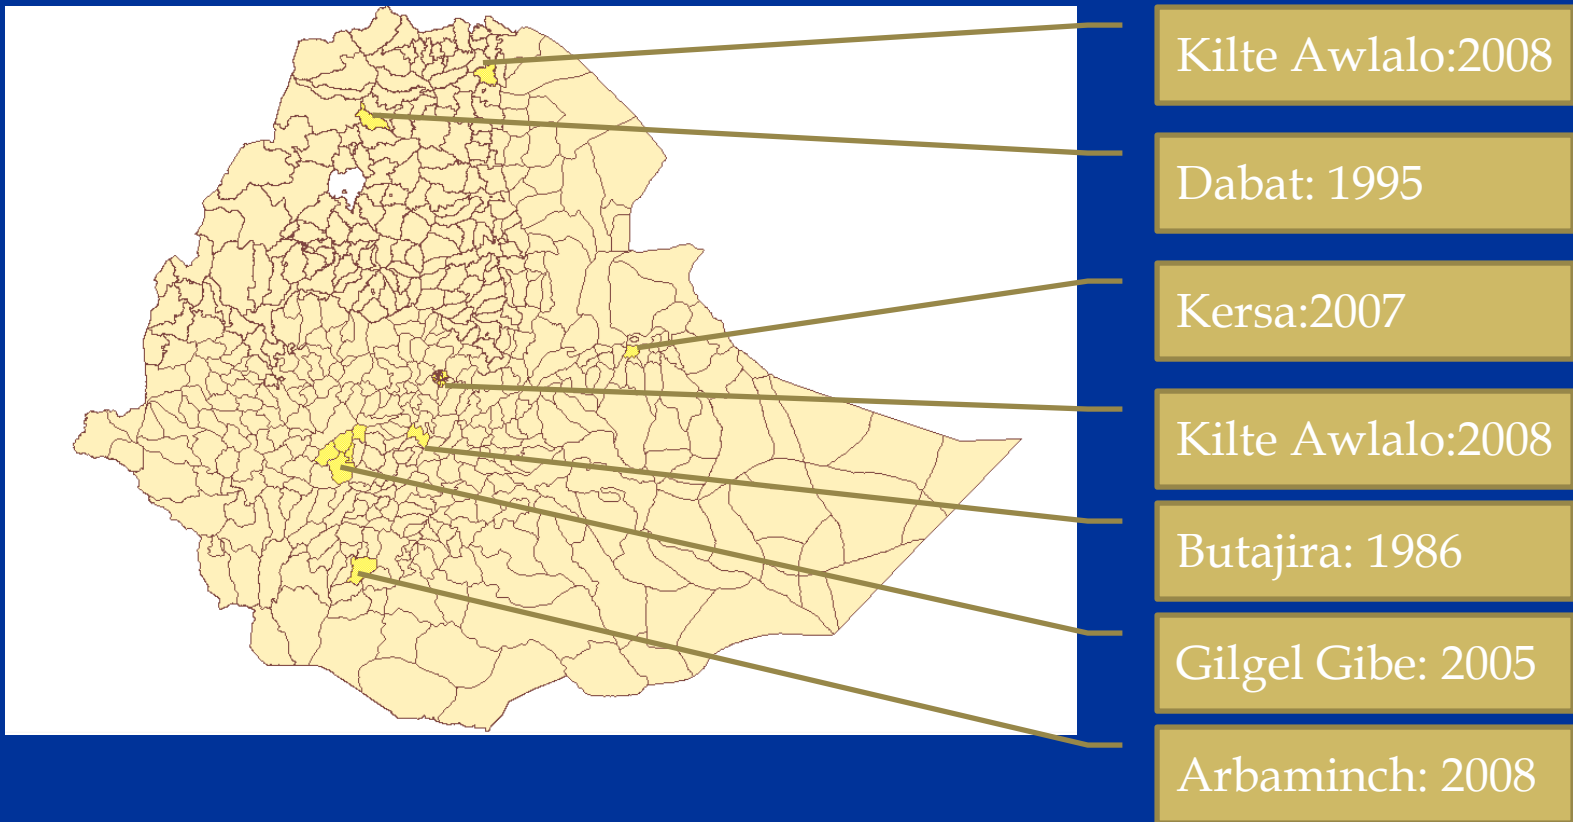 Kilte Awlalo:2008
Dabat: 1995
Kersa:2007
Kilte Awlalo:2008
Butajira: 1986
Gilgel Gibe: 2005
Arbaminch: 2008